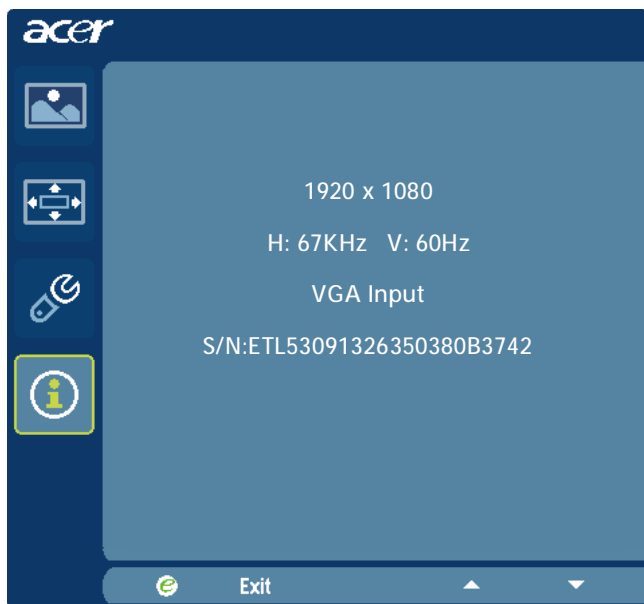 acer
1920 x 1080
H: 67KHz V: 60Hz
VGA Input
S/N:ETL53091326350380B3742
e Exit